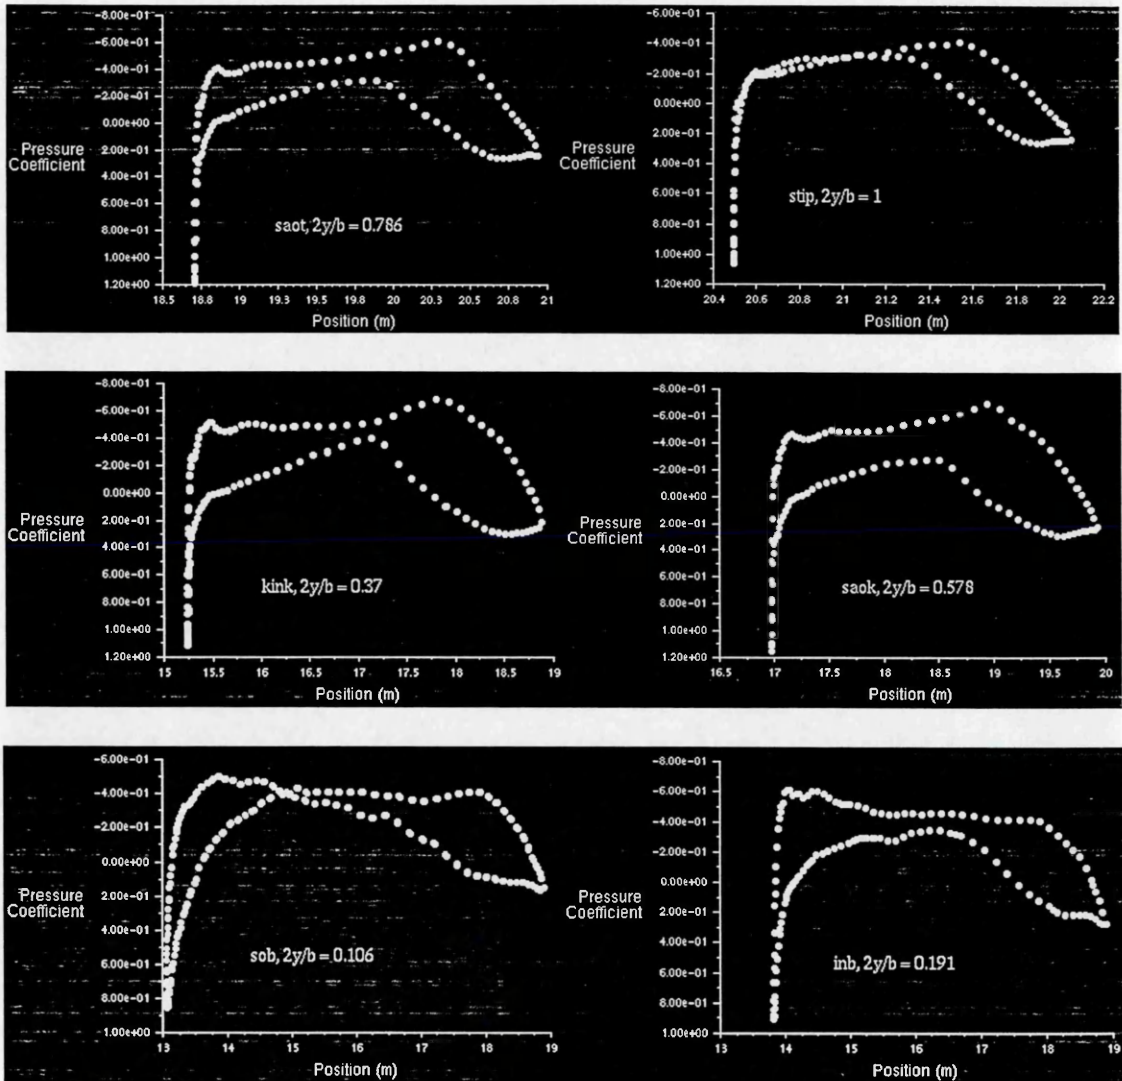 -8.00e-01
-6.00e-01
-4.00e-01
-2.00e-01
0.00e+00
2.00e-01
4.00e-01
6.00e-01
8.00e-01
1.00e+00
1.20e+00
Pressure
Coefficient
saot, 2y/b = 0.786
18.5 18.8 19 19.3 19.5 19.8 20 20.3 20.5 20.8 21
Position (m)
-6.00e-01
-4.00e-01
-2.00e-01
0.00e+00
2.00e-01
4.00e-01
6.00e-01
8.00e-01
1.00e+00
1.20e+00
Pressure
Coefficient
stip, 2y/b = 1
20.4 20.6 20.8 21 21.2 21.4 21.6 21.8 22 22.2
Position (m)
-8.00e-01
-6.00e-01
-4.00e-01
-2.00e-01
0.00e+00
2.00e-01
4.00e-01
6.00e-01
8.00e-01
1.00e+00
1.20e+00
Pressure
Coefficient
kink, 2y/b = 0.37
15 15.5 16 16.5 17 17.5 18 18.5 19
Position (m)
-8.00e-01
-6.00e-01
-4.00e-01
-2.00e-01
0.00e+00
2.00e-01
4.00e-01
6.00e-01
8.00e-01
1.00e+00
1.20e+00
Pressure
Coefficient
saok, 2y/b = 0.578
16.5 17 17.5 18 18.5 19 19.5 20
Position (m)
-6.00e-01
-4.00e-01
-2.00e-01
0.00e+00
2.00e-01
4.00e-01
6.00e-01
8.00e-01
1.00e+00
Pressure
Coefficient
sob, 2y/b = 0.106
13 14 15 16 17 18 19
Position (m)
-8.00e-01
-6.00e-01
-4.00e-01
-2.00e-01
0.00e+00
2.00e-01
4.00e-01
6.00e-01
8.00e-01
1.00e+00
Pressure
Coefficient
inb, 2y/b = 0.191
13 14 15 16 17 18 19
Position (m)